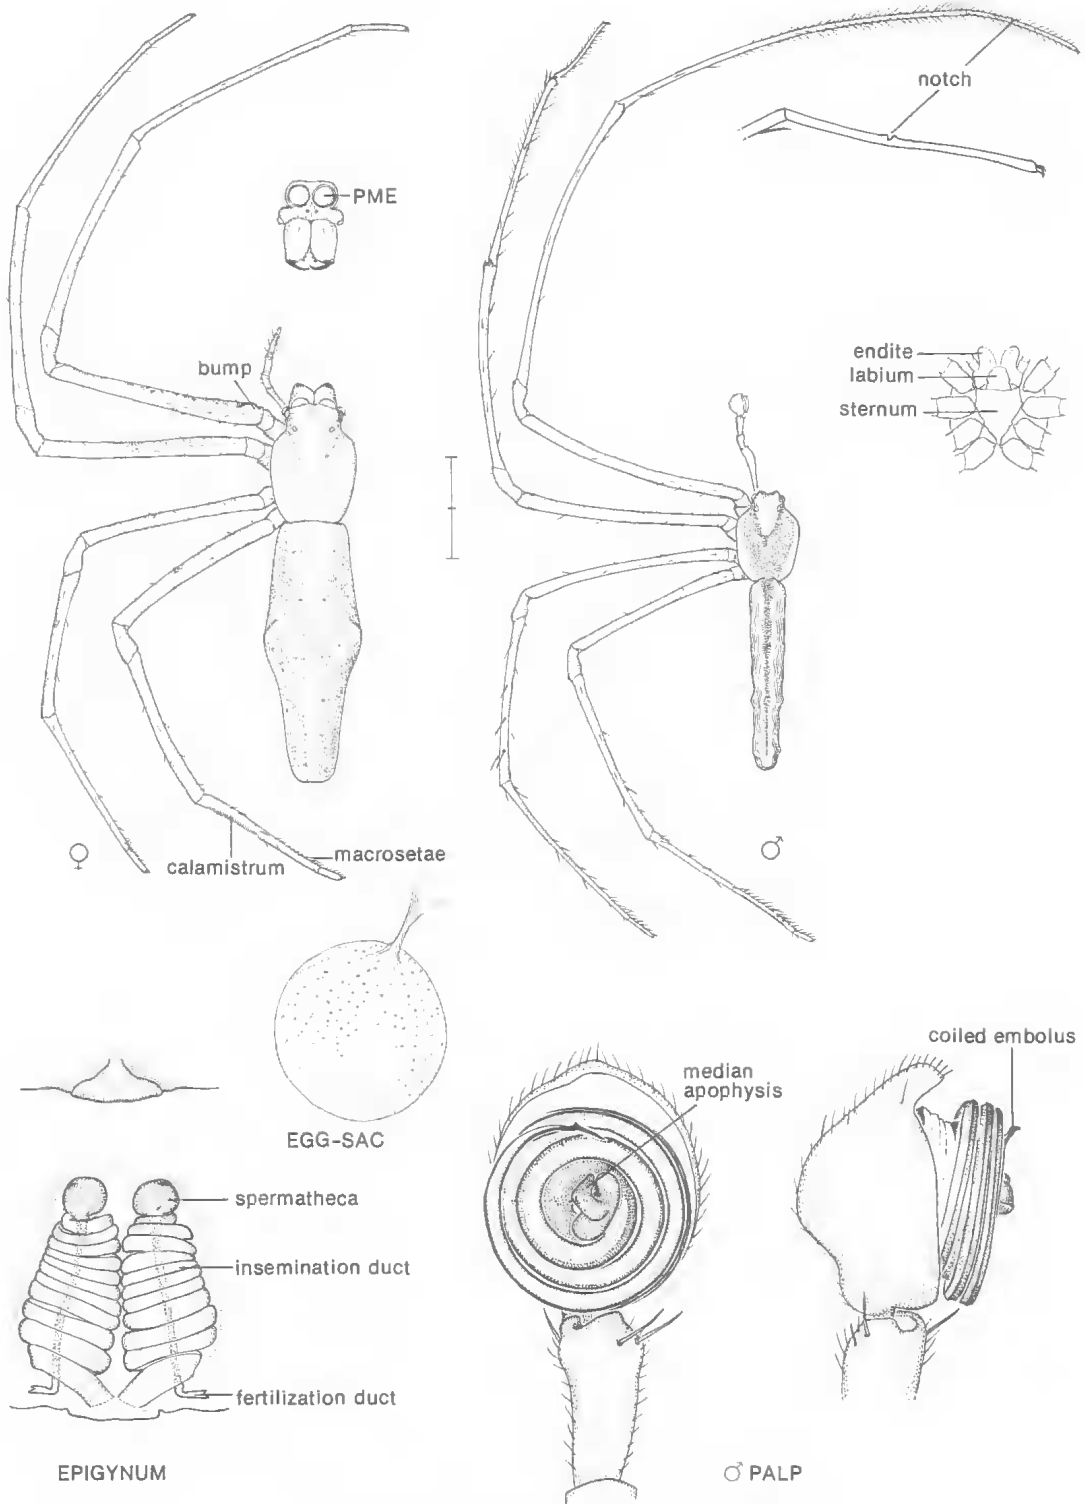 notch
PME
bump
endite
labium
sternum
♀
calamistrum
macrosetae
♂
EGG-SAC
coiled embolus
median
apophysis
spermatheca
insemination duct
fertilization duct
EPIGYNUM
♂ PALP